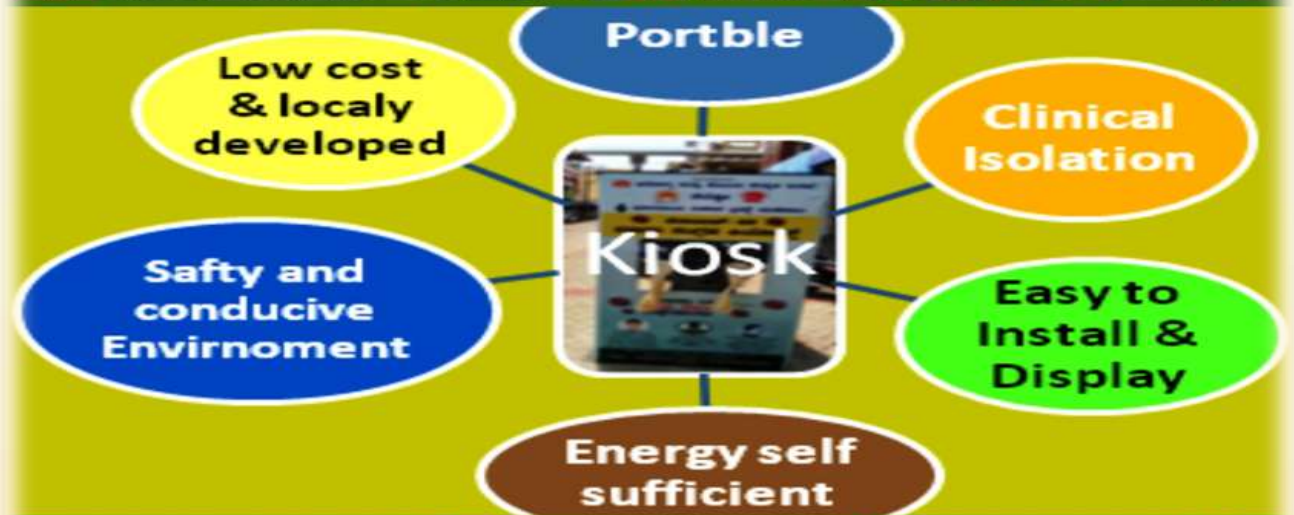 Portble
Low cost
& localy
developed
Clinical
Isolation
Kiosk
Safty and
conducive
Envirnoment
Easy to
Install &
Display
Energy self
sufficient